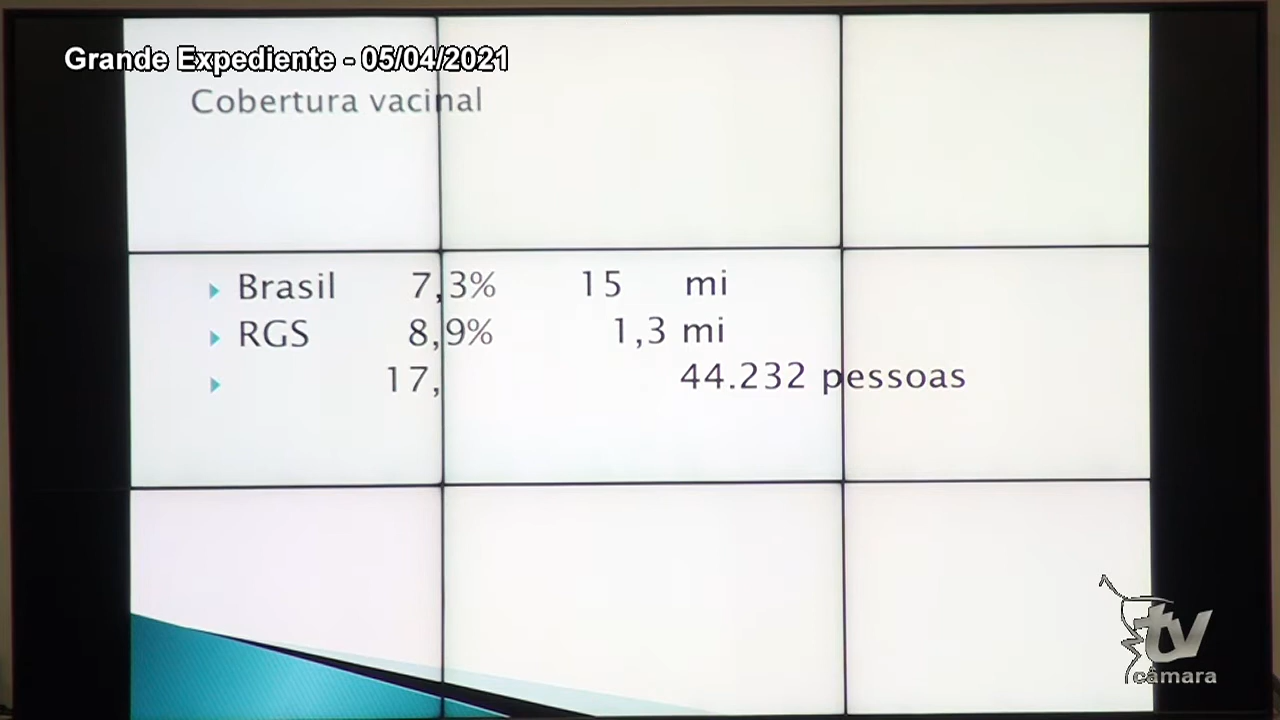 Grande Expediente - 05/04/2021
Cobertura vacinal
Brasil 7,3% 15 mi
RGS 8,9% 1,3 mi
17, 44.232 pessoas
tv
câmara